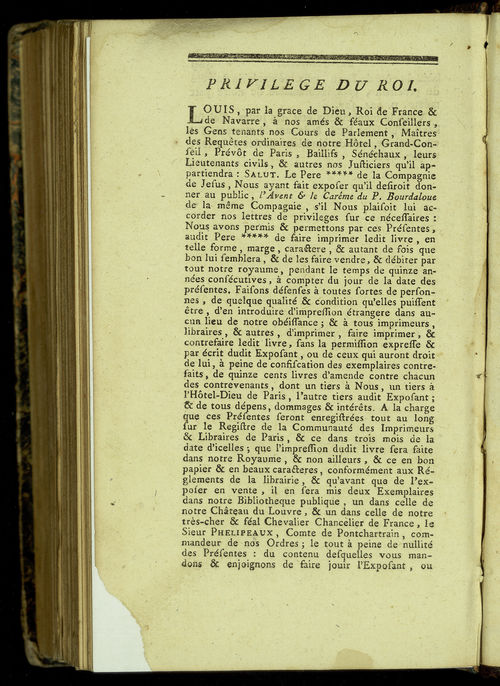 PRIVILEGE DU ROI.
LOUIS, par la grace de Dieu, Roi de France &
de Navarre, à nos amés & féaux Conſeillers,
les Gens tenants nos Cours de Parlement, Maîtres
des Requêtes ordinaires de notre Hôtel, Grand-Con-
ſeil, Prévôt de Paris, Baillifs, Sénéchaux, leurs
Lieutenants civils, & autres nos Juſticiers qu'il ap-
partiendra : SALUT. Le Pere ***** de la Compagnie
de Jeſus, Nous ayant fait expoſer qu'il deſiroit don-
ner au public, l'Avent & le Carême du P. Bourdaloue
de la même Compagnie, s'il Nous plaiſoit lui ac-
corder nos lettres de privileges ſur ce néceſſaires :
Nous avons permis & permettons par ces Préſentes,
audit Pere ***** de faire imprimer ledit livre, en
telle forme, marge, caractere, & autant de fois que
bon lui ſemblera, & de les faire vendre, & débiter par
tout notre royaume, pendant le temps de quinze an-
nées conſécutives, à compter du jour de la date des
préſentes. Faiſons défenſes à toutes ſortes de perſon-
nes, de quelque qualité & condition qu'elles puiſſent
être, d'en introduire d'impreſſion étrangere dans au-
cun lieu de notre obéiſſance ; & à tous imprimeurs,
libraires, & autres, d'imprimer, faire imprimer, &
contrefaire ledit livre, ſans la permiſſion expreſſe &
par écrit dudit Expoſant, ou de ceux qui auront droit
de lui, à peine de confiſcation des exemplaires contre-
faits, de quinze cents livres d'amende contre chacun
des contrevenants, dont un tiers à Nous, un tiers à
l'Hôtel-Dieu de Paris, l'autre tiers audit Expoſant ;
& de tous dépens, dommages & intérêts. A la charge
que ces Préſentes ſeront enregiſtrées tout au long
ſur le Regiſtre de la Communauté des Imprimeurs
& Libraires de Paris, & ce dans trois mois de la
date d'icelles ; que l'impreſſion dudit livre ſera faite
dans notre Royaume, & non ailleurs, & ce en bon
papier & en beaux caracteres, conformément aux Ré-
glements de la librairie, & qu'avant que de l'ex-
poſer en vente, il en ſera mis deux Exemplaires
dans notre Bibliotheque publique, un dans celle de
notre Château du Louvre, & un dans celle de notre
très-cher & féal Chevalier Chancelier de France, le
Sieur PHELIPEAUX, Comte de Pontchartrain, com-
mandeur de nos Ordres ; le tout à peine de nullité
des Préſentes : du contenu deſquelles vous man-
dons & enjoignons de faire jouir l'Expoſant, ou